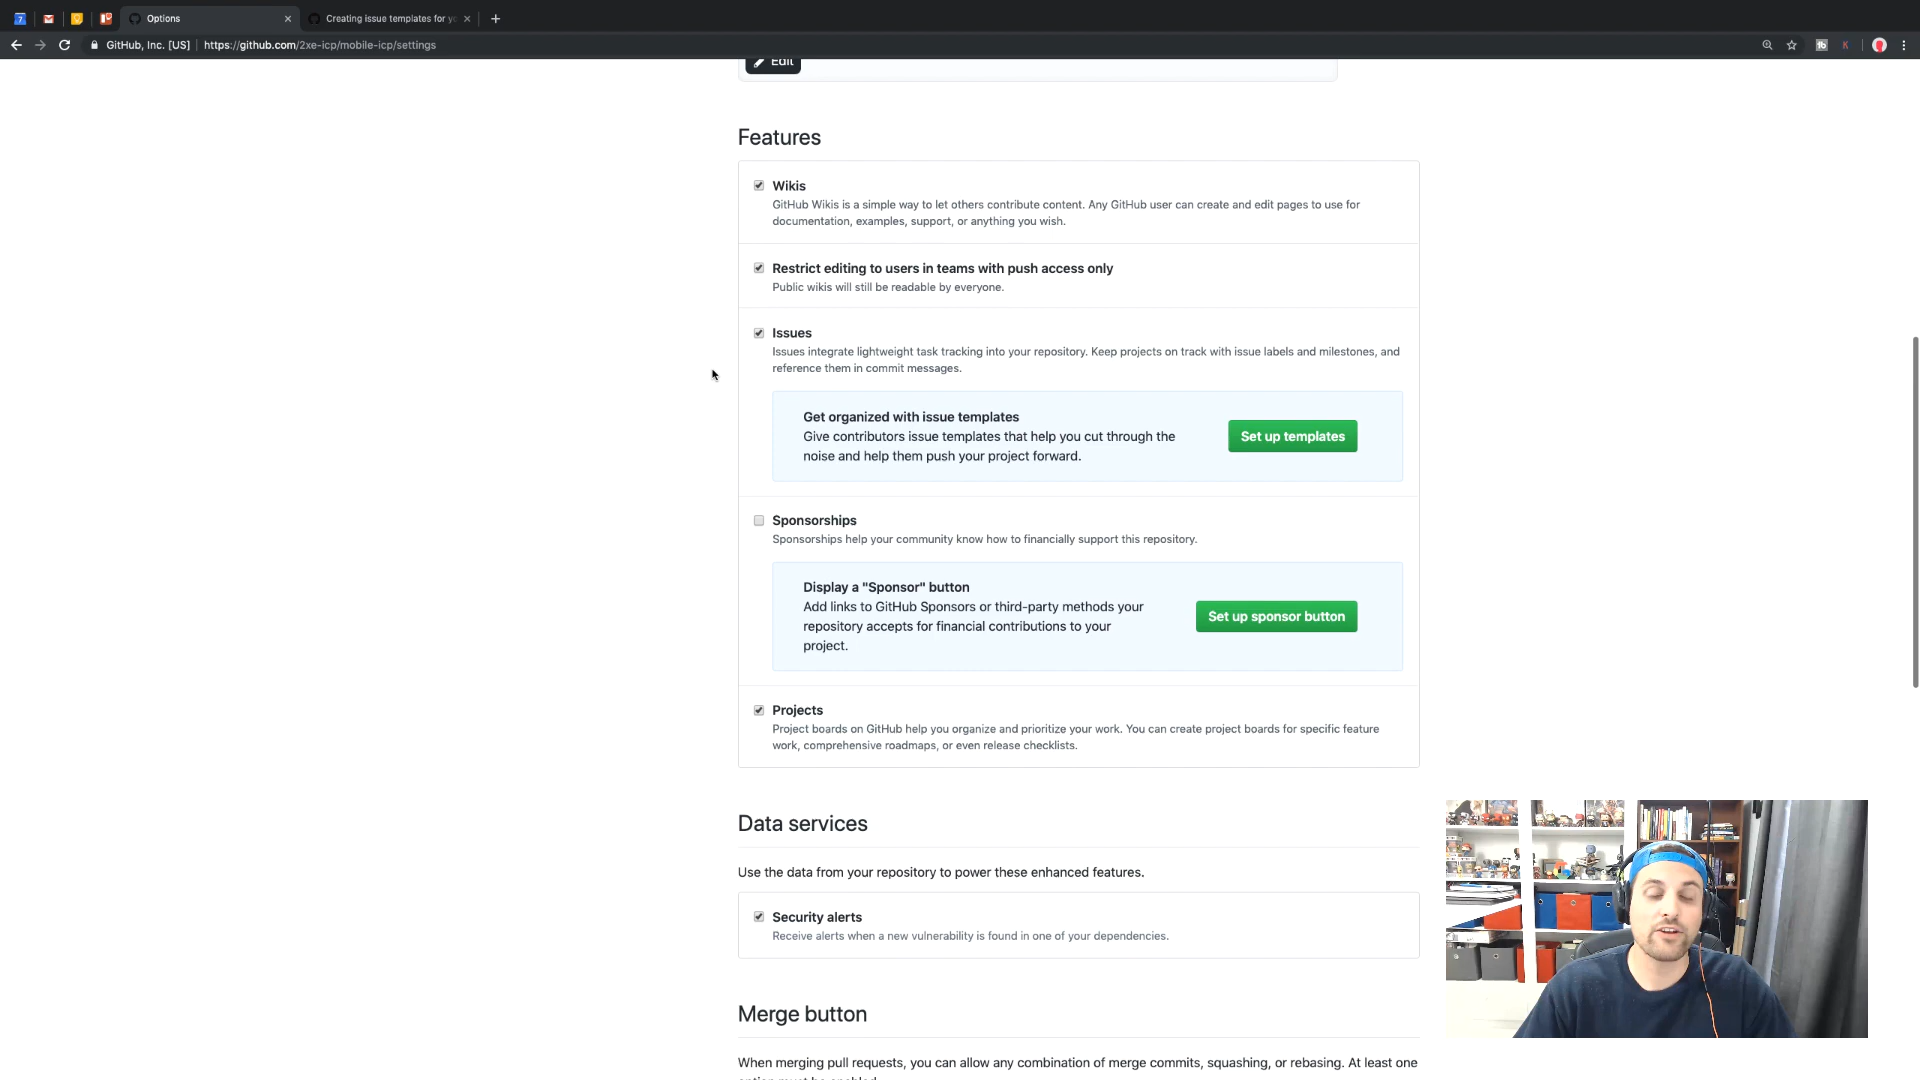 Options
Creating issue templates for yo
GitHub, Inc. [US] https://github.com/2xe-icp/mobile-icp/settings
Edit
Features
Wikis
GitHub Wikis is a simple way to let others contribute content. Any GitHub user can create and edit pages to use for
documentation, examples, support, or anything you wish.
Restrict editing to users in teams with push access only
Public wikis will still be readable by everyone.
Issues
Issues integrate lightweight task tracking into your repository. Keep projects on track with issue labels and milestones, and
reference them in commit messages.
Get organized with issue templates
Give contributors issue templates that help you cut through the
noise and help them push your project forward.
Set up templates
Sponsorships
Sponsorships help your community know how to financially support this repository.
Display a "Sponsor" button
Add links to GitHub Sponsors or third-party methods your
repository accepts for financial contributions to your
project.
Set up sponsor button
Projects
Project boards on GitHub help you organize and prioritize your work. You can create project boards for specific feature
work, comprehensive roadmaps, or even release checklists.
Data services
Use the data from your repository to power these enhanced features.
Security alerts
Receive alerts when a new vulnerability is found in one of your dependencies.
Merge button
When merging pull requests, you can allow any combination of merge commits, squashing, or rebasing. At least one